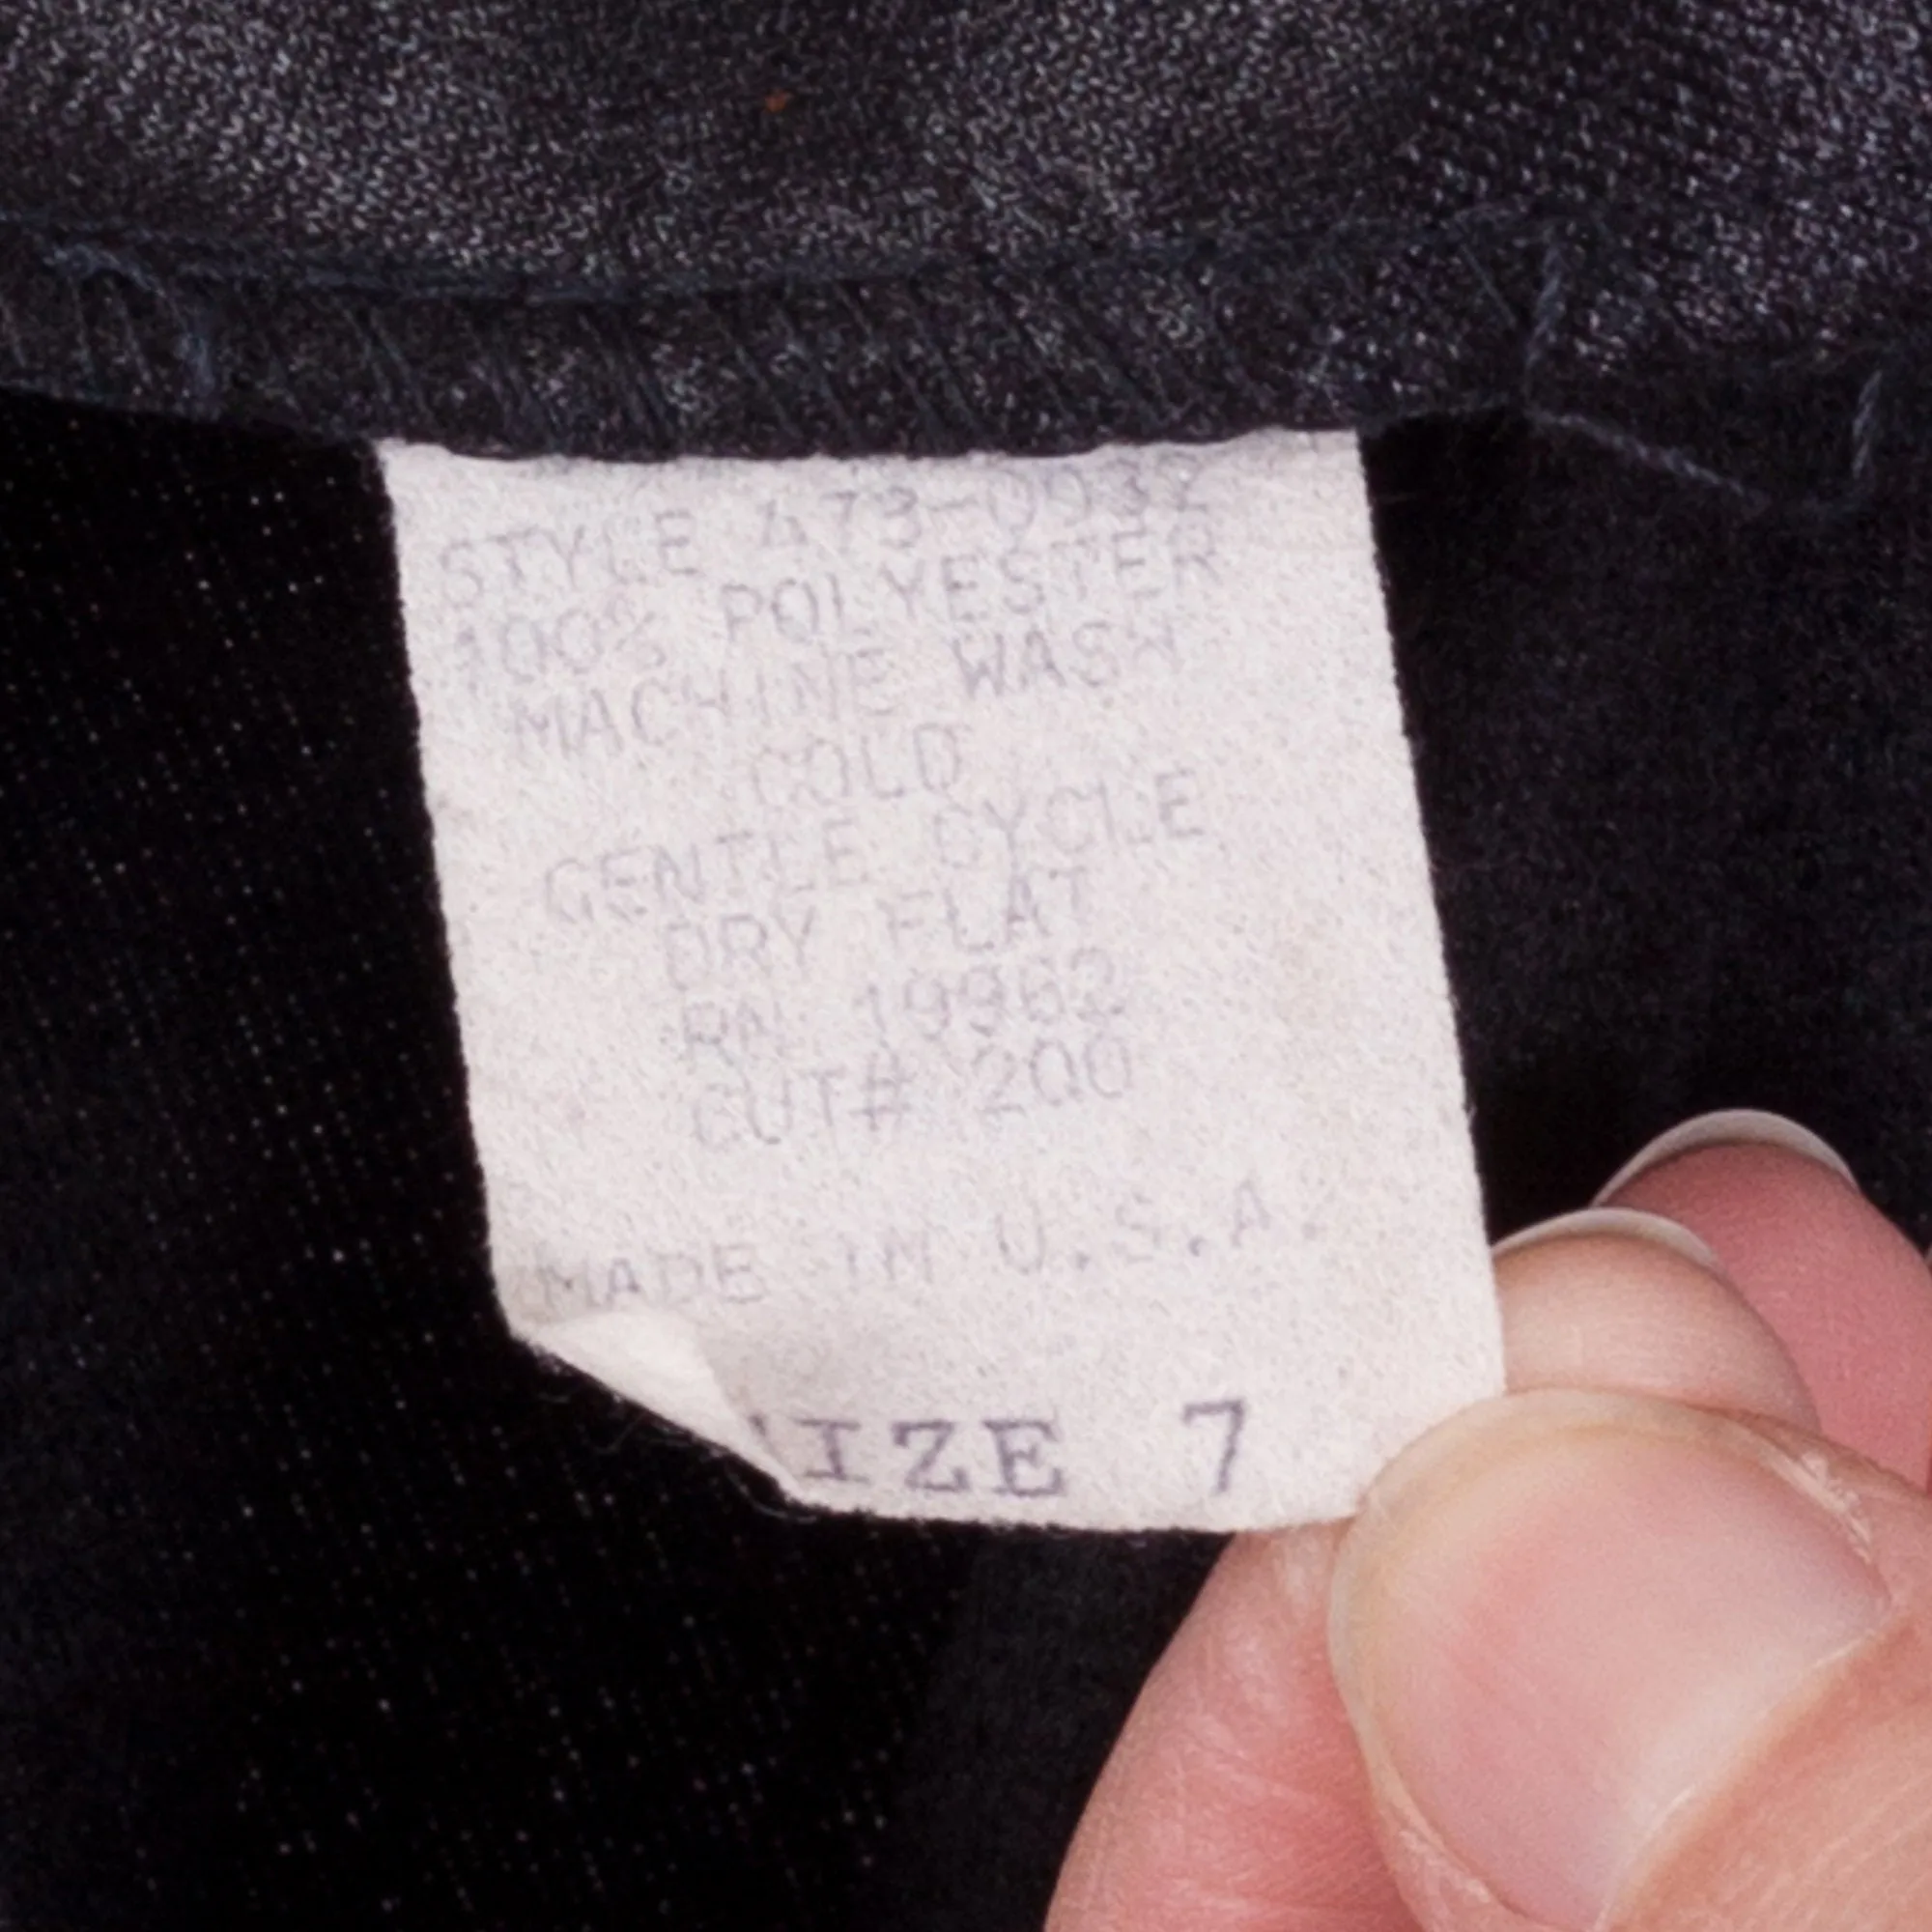 STYLE 473-0932
100% POLYESTER
MACHINE WASH
COLD
GENTLE CYCLE
DRY FLAT
RN 19962
CUT# 200
MADE IN U.S.A.
IZE 7